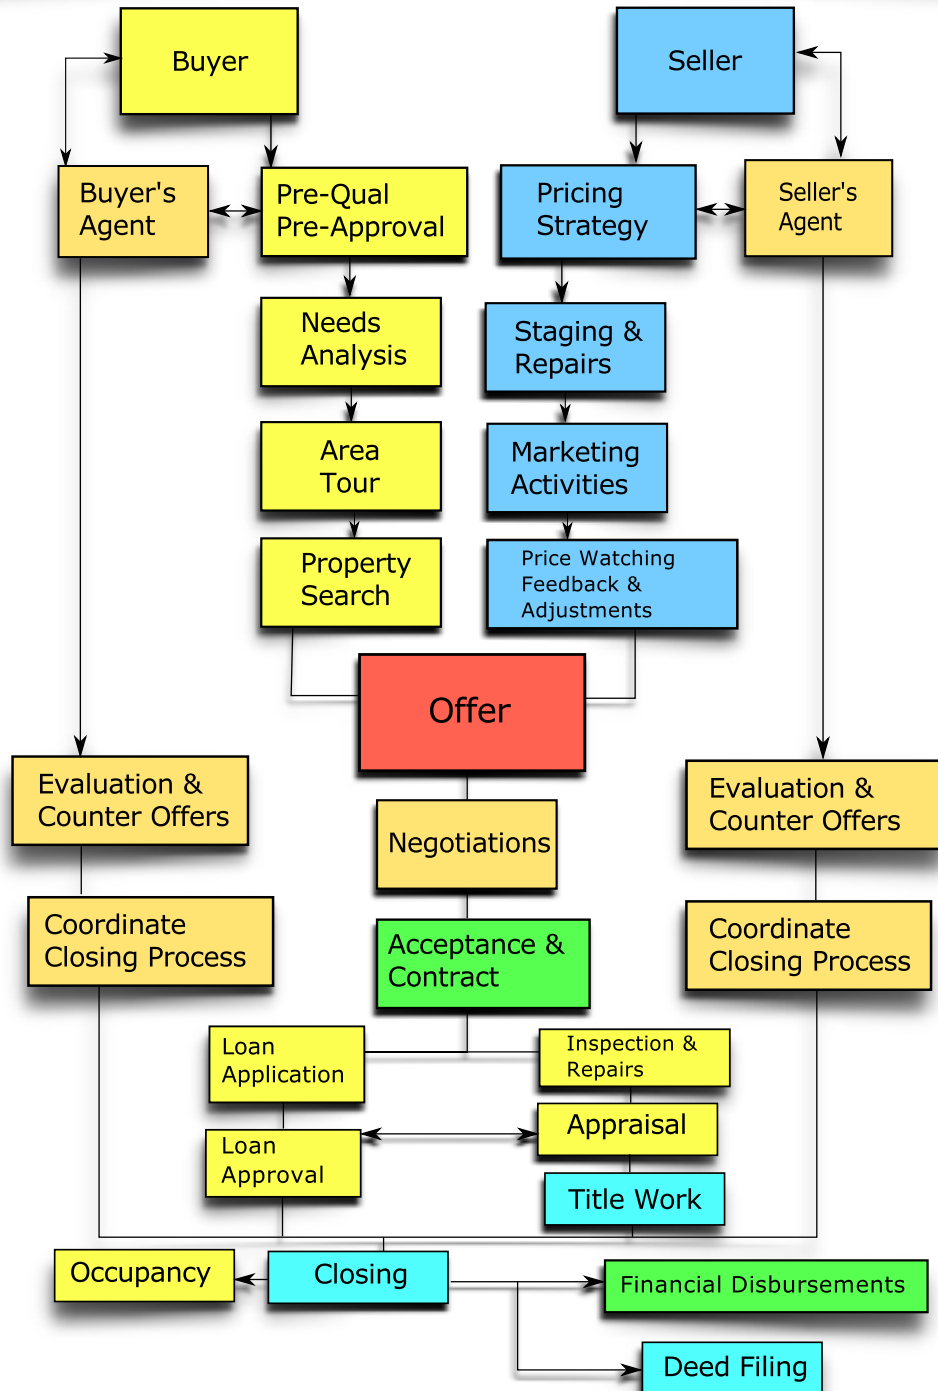 Buyer
Seller
Buyer's
Agent
Pre-Qual
Pre-Approval
Pricing
Strategy
Seller's
Agent
Needs
Analysis
Staging &
Repairs
Area
Tour
Marketing
Activities
Property
Search
Price Watching
Feedback &
Adjustments
Offer
Evaluation &
Counter Offers
Negotiations
Evaluation &
Counter Offers
Coordinate
Closing Process
Acceptance &
Contract
Coordinate
Closing Process
Loan
Application
Inspection &
Repairs
Loan
Approval
Appraisal
Title Work
Occupancy
Closing
Financial Disbursements
Deed Filing